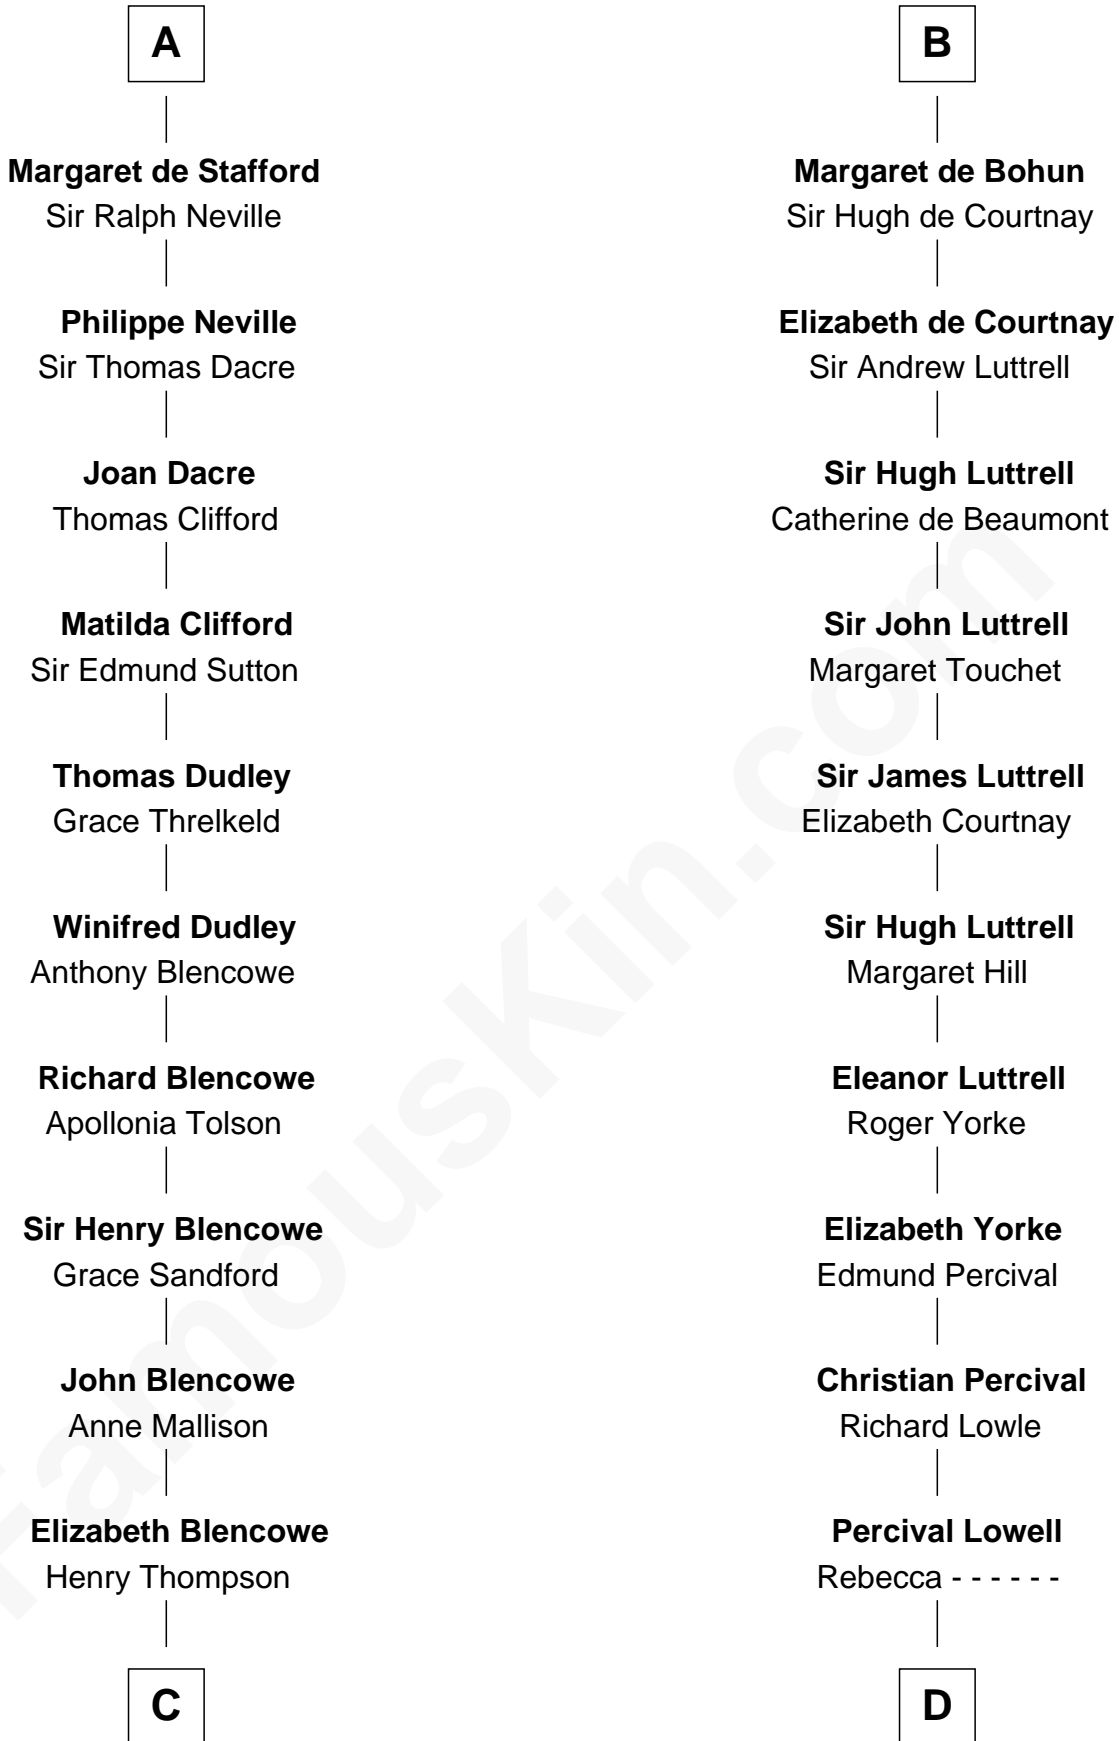 A
Margaret de Stafford
Sir Ralph Neville
Philippe Neville
Sir Thomas Dacre
Joan Dacre
Thomas Clifford
Matilda Clifford
Sir Edmund Sutton
Thomas Dudley
Grace Threlkeld
Winifred Dudley
Anthony Blencowe
Richard Blencowe
Apollonia Tolson
Sir Henry Blencowe
Grace Sandford
John Blencowe
Anne Mallison
Elizabeth Blencowe
Henry Thompson
C
B
Margaret de Bohun
Sir Hugh de Courtnay
Elizabeth de Courtnay
Sir Andrew Luttrell
Sir Hugh Luttrell
Catherine de Beaumont
Sir John Luttrell
Margaret Touchet
Sir James Luttrell
Elizabeth Courtnay
Sir Hugh Luttrell
Margaret Hill
Eleanor Luttrell
Roger Yorke
Elizabeth Yorke
Edmund Percival
Christian Percival
Richard Lowle
Percival Lowell
Rebecca - - - - - -
D
FamousKin.com